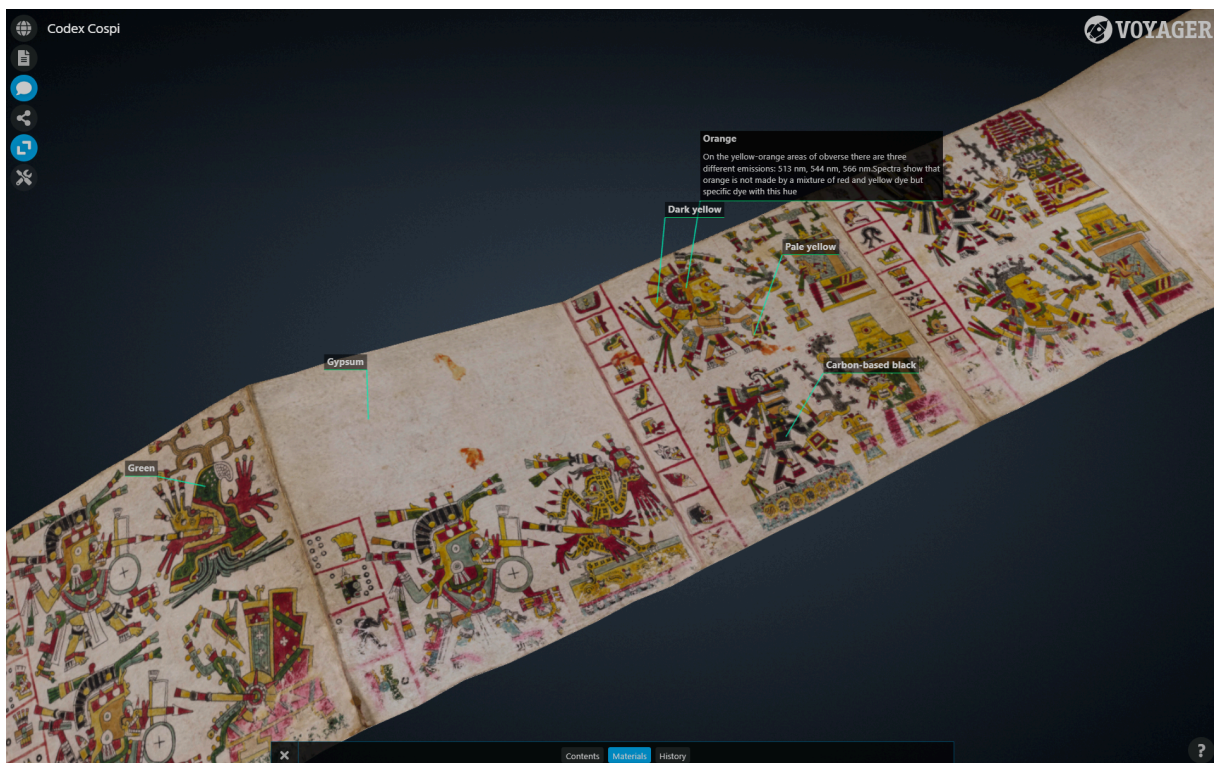 Codex Cospi
VOYAGER
Orange
On the yellow-orange areas of obverse there are three
different emissions: 513 nm, 544 nm, 566 nm.Spectra show that
orange is not made by a mixture of red and yellow dye but
specific dye with this hue
Dark yellow
Pale yellow
Gypsum
Carbon-based black
Green
Contents Materials History
?